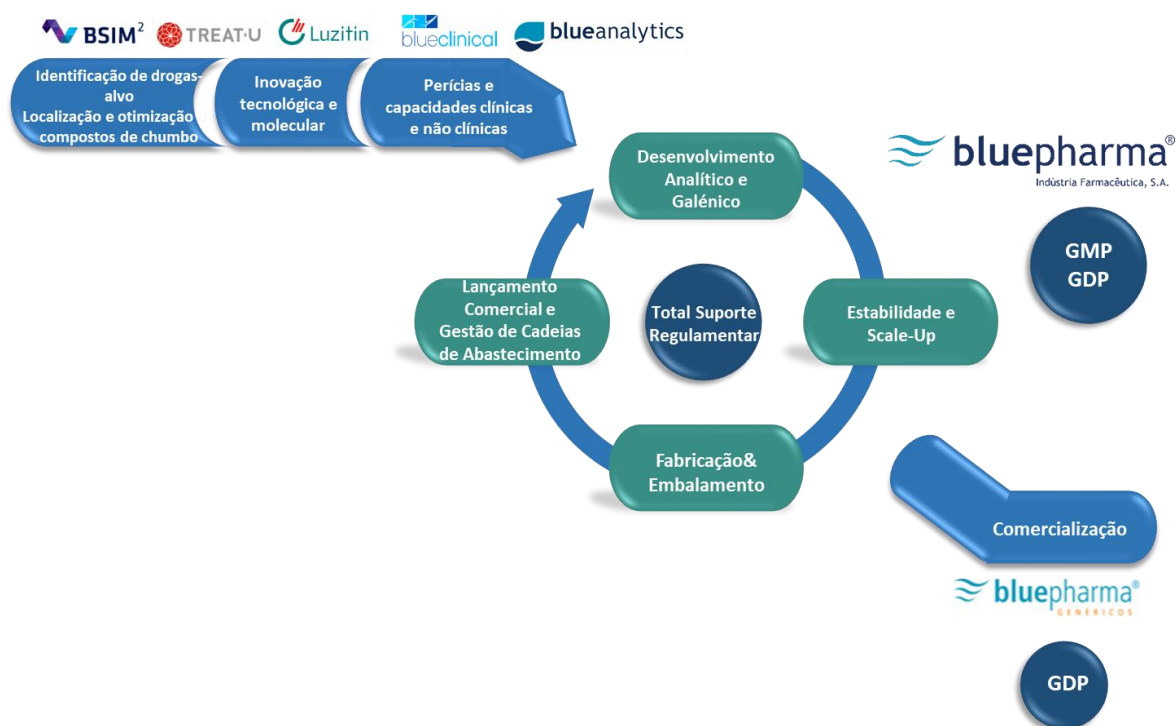 BSIM²
TREAT·U
Luzitin
blueclinical
blueanalytics
Identificação de drogas-
alvo
Localização e otimização
compostos de chumbo
Inovação
tecnológica e
molecular
Perícias e
capacidades clínicas
e não clínicas
Desenvolvimento
Analítico e
Galénico
bluepharma®
Indústria Farmacêutica, S.A.
GMP
GDP
Lançamento
Comercial e
Gestão de Cadeias
de Abastecimento
Total Suporte
Regulamentar
Estabilidade e
Scale-Up
Fabricação&
Embalamento
Comercialização
bluepharma®
GENÉRICOS
GDP